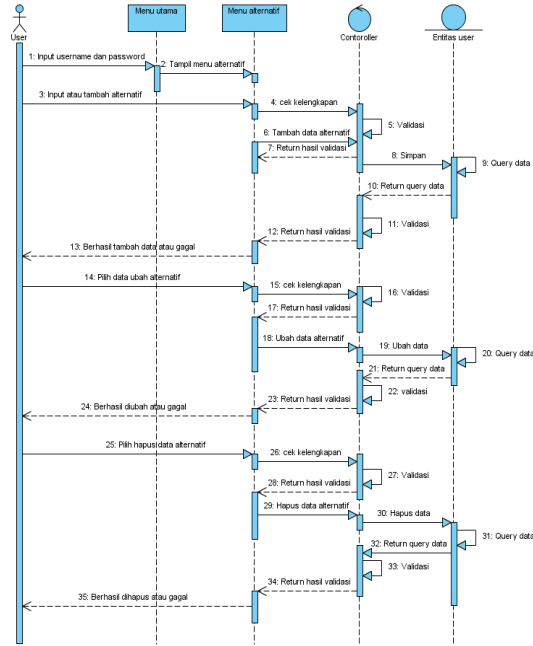 Menu utama
Menu alternatif
User
Contoroller
Entitas user
1: Input username dan password
2: Tampil menu alternatif
3: Input atau tambah alternatif
4: cek kelengkapan
5: Validasi
6: Tambah data alternatif
7: Return hasil validasi
8: Simpan
9: Query data
10: Return query data
11: Validasi
12: Return hasil validasi
13: Berhasil tambah data atau gagal
14: Pilih data ubah alternatif
15: cek kelengkapan
16: Validasi
17: Return hasil validasi
18: Ubah data alternatif
19: Ubah data
20: Query data
21: Return query data
22: validasi
23: Return hasil validasi
24: Berhasil diubah atau gagal
25: Pilih hapus data alternatif
26: cek kelengkapan
27: Validasi
28: Return hasil validasi
29: Hapus data alternatif
30: Hapus data
31: Query data
32: Return query data
33: Validasi
34: Return hasil validasi
35: Berhasil dihapus atau gagal